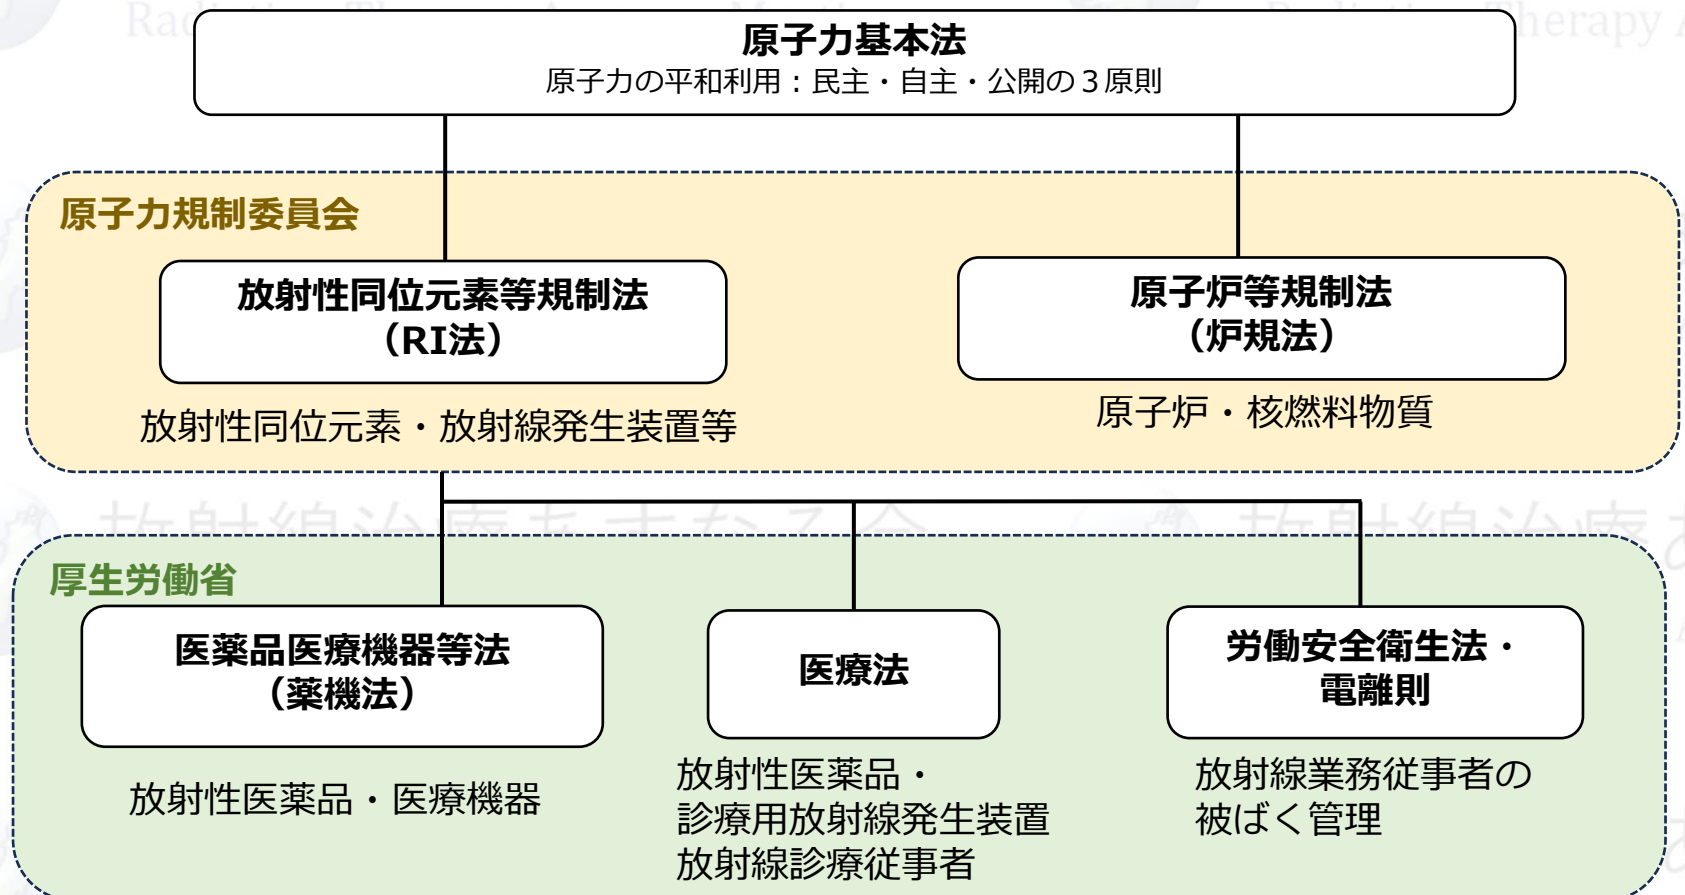 原子力基本法
原子力の平和利用：民主・自主・公開の３原則
原子力規制委員会
放射性同位元素等規制法
（RI法）
原子炉等規制法
（炉規法）
放射性同位元素・放射線発生装置等
原子炉・核燃料物質
厚生労働省
医薬品医療機器等法
（薬機法）
医療法
労働安全衛生法・
電離則
放射性医薬品・医療機器
放射性医薬品・
診療用放射線発生装置
放射線診療従事者
放射線業務従事者の
被ばく管理